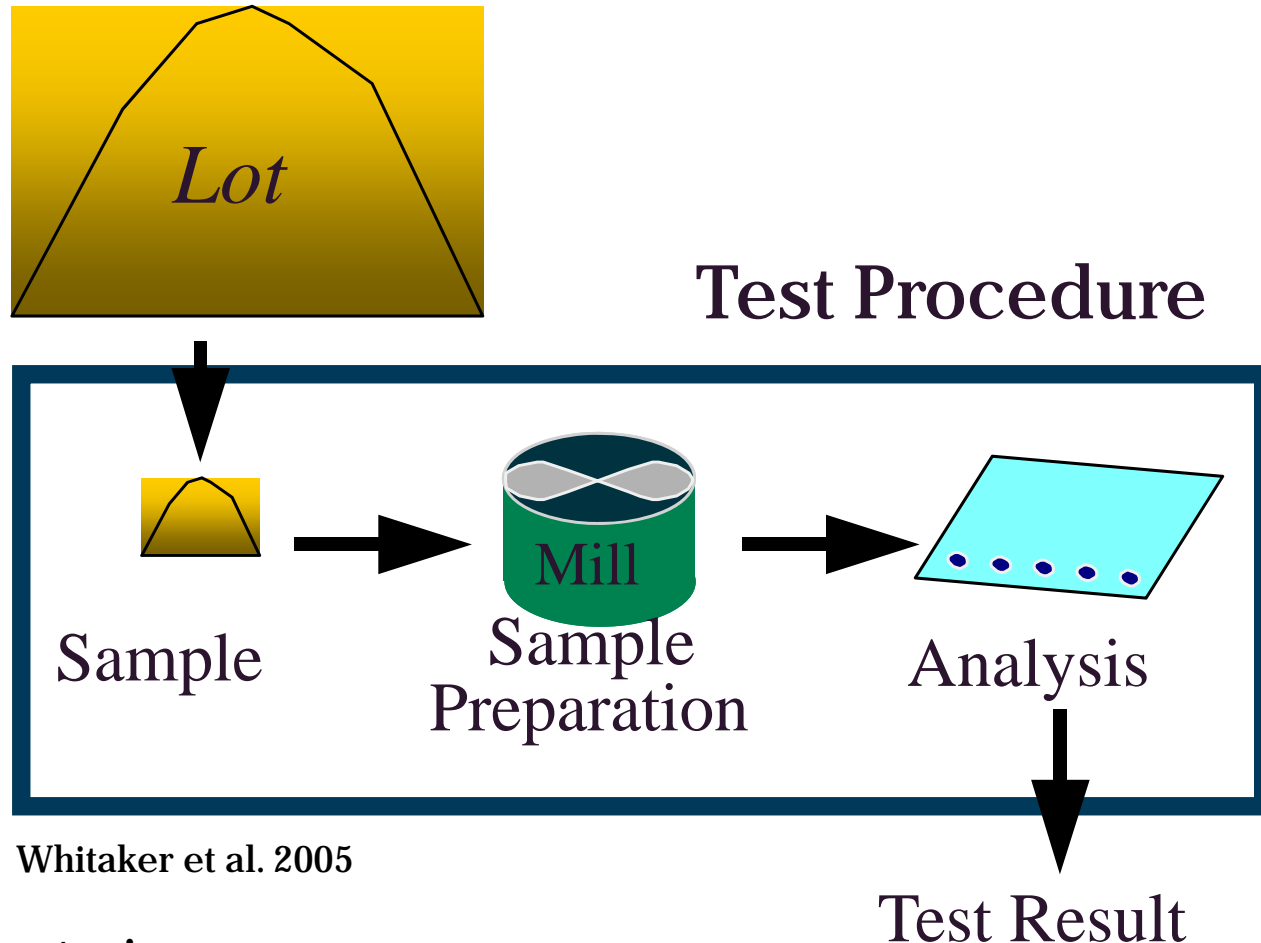 Lot
Test Procedure
Mill
Sample
Sample
Preparation
Analysis
Whitaker et al. 2005
Test Result